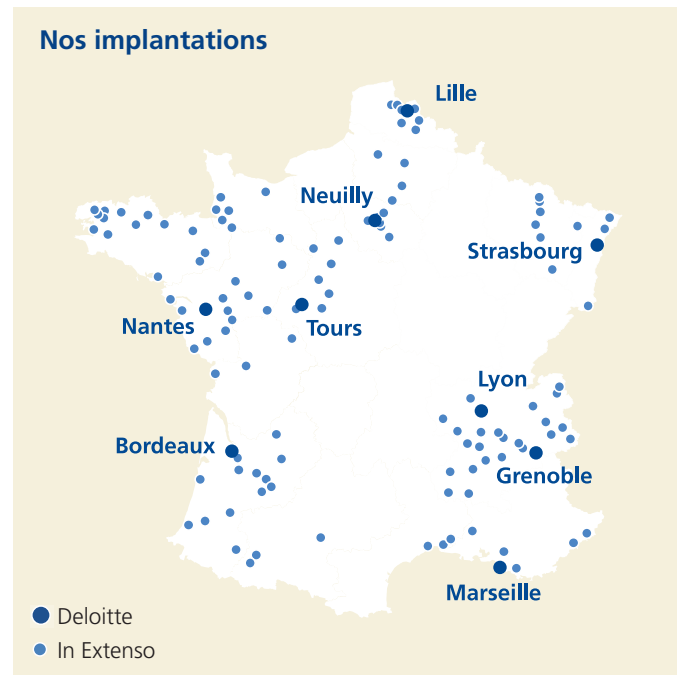 Nos implantations
Lille
Neuilly
Strasbourg
Nantes
Tours
Lyon
Bordeaux
Grenoble
Marseille
Deloitte
In Extenso